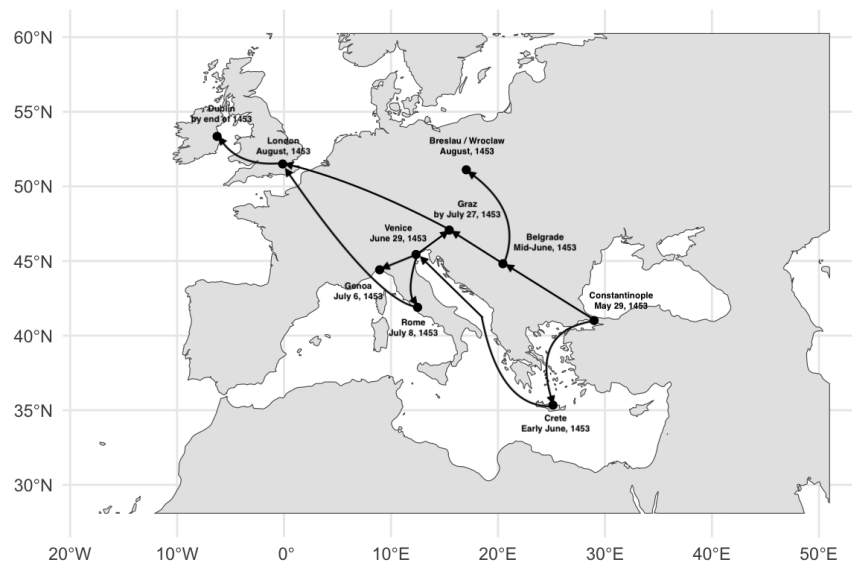 60°N
55°N
50°N
45°N
40°N
35°N
30°N
Dublin
by end of 1453
London
August, 1453
Breslau / Wroclaw
August, 1453
Graz
by July 27, 1453
Venice
June 29, 1453
Belgrade
Mid-June, 1453
Genoa
July 6, 1453
Constantinople
May 29, 1453
Rome
July 8, 1453
Crete
Early June, 1453
20°W
10°W
0°
10°E
20°E
30°E
40°E
50°E